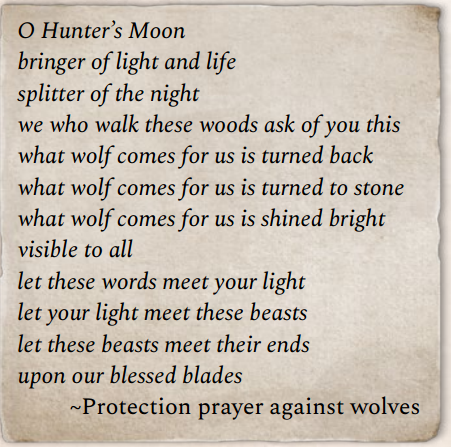 O Hunter’s Moon
bringer of light and life
splitter of the night
we who walk these woods ask of you this
what wolf comes for us is turned back
what wolf comes for us is turned to stone
what wolf comes for us is shined bright
visible to all
let these words meet your light
let your light meet these beasts
let these beasts meet their ends
upon our blessed blades
~Protection prayer against wolves